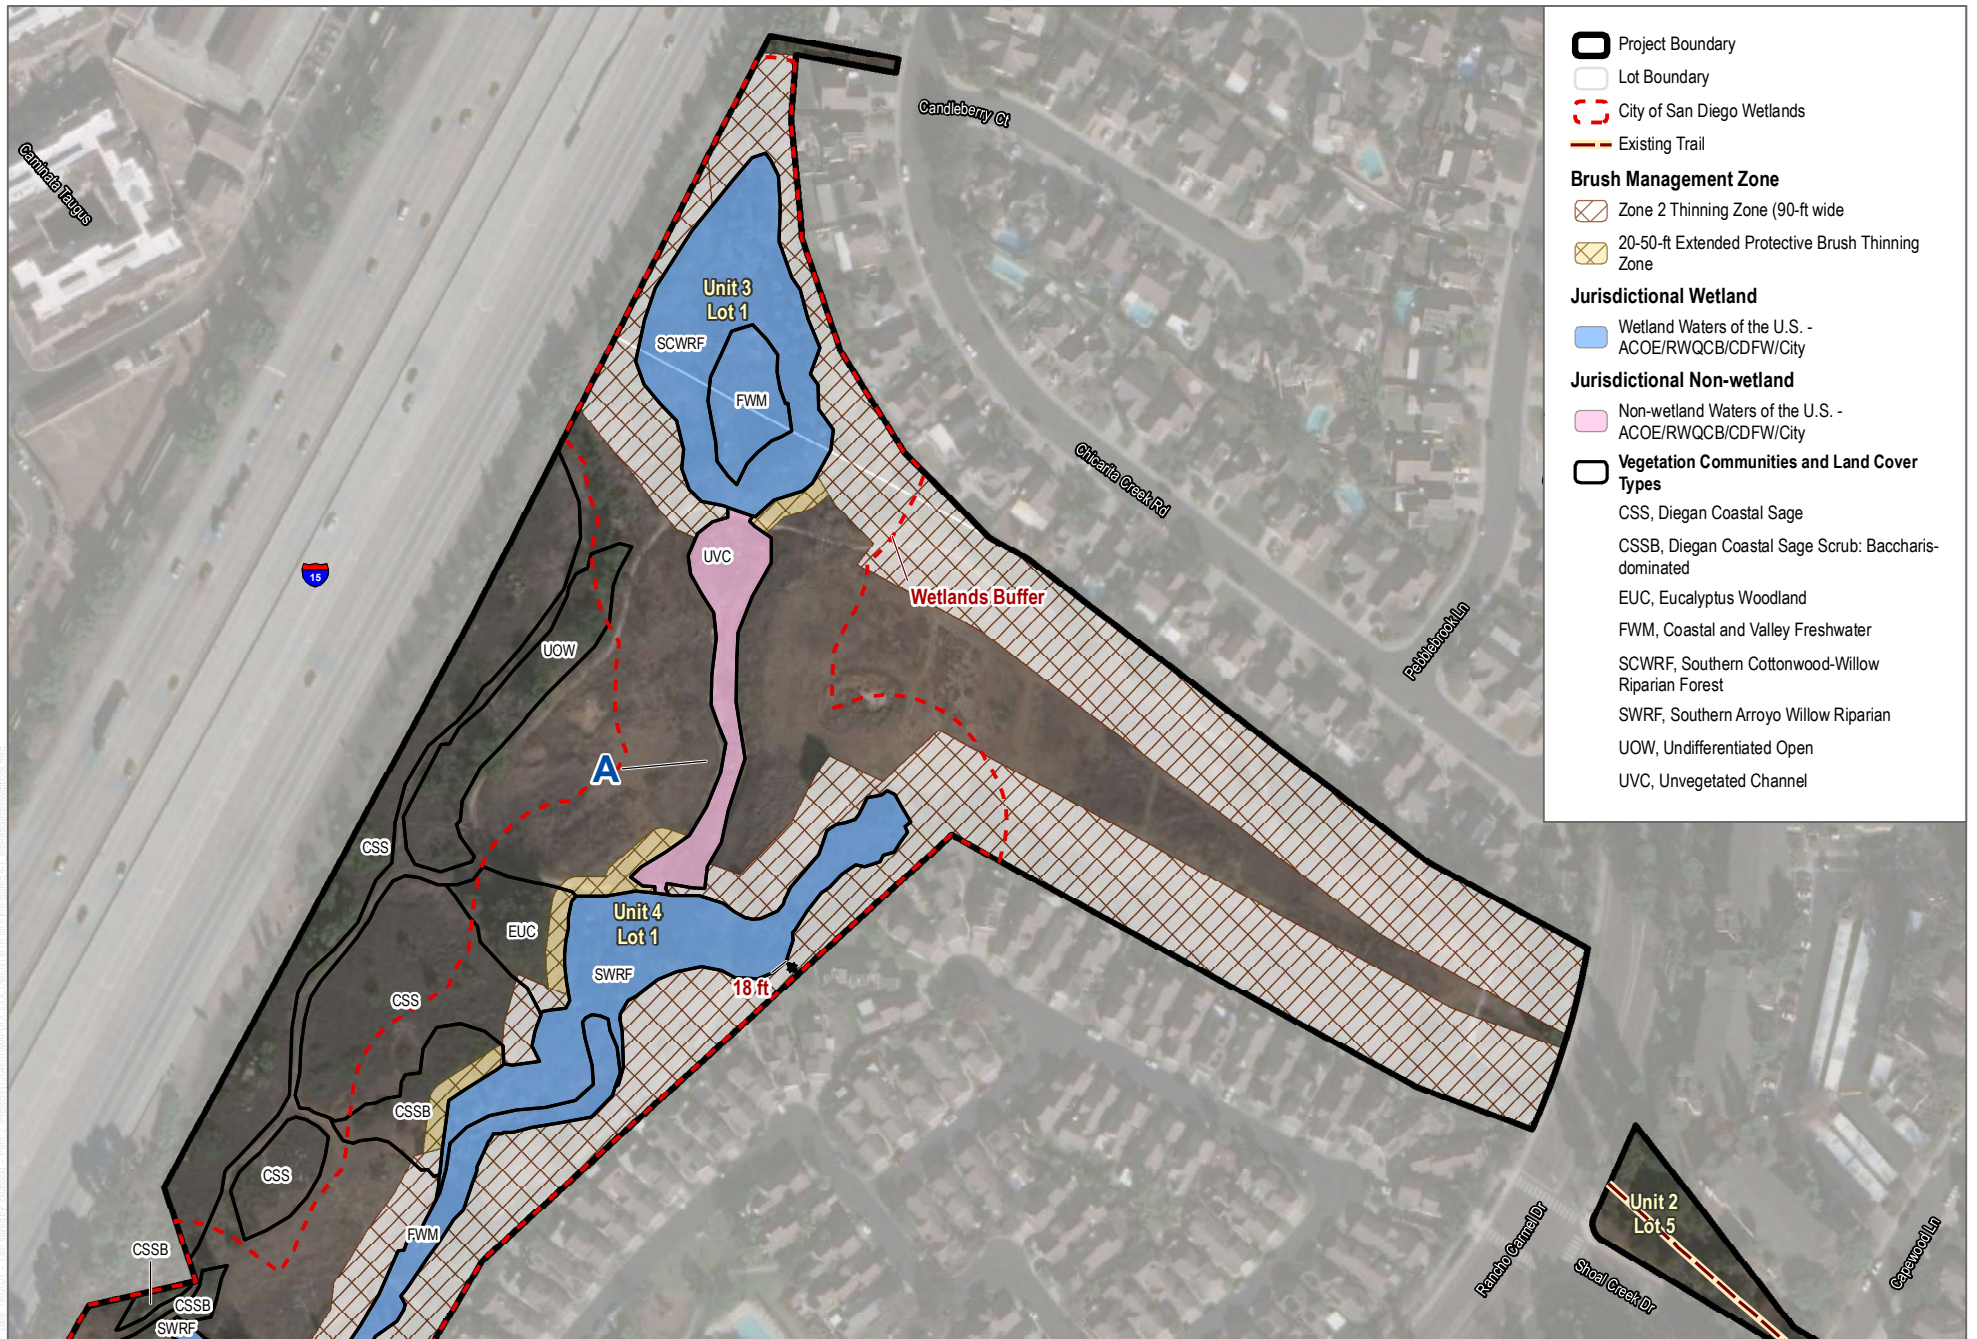 Project Boundary
Lot Boundary
City of San Diego Wetlands
Existing Trail
Brush Management Zone
Zone 2 Thinning Zone (90-ft wide
20-50-ft Extended Protective Brush Thinning
Zone
Jurisdictional Wetland
Wetland Waters of the U.S. -
ACOE/RWQCB/CDFW/City
Jurisdictional Non-wetland
Non-wetland Waters of the U.S. -
ACOE/RWQCB/CDFW/City
Vegetation Communities and Land Cover
Types
CSS, Diegan Coastal Sage
CSSB, Diegan Coastal Sage Scrub: Baccharis-
dominated
EUC, Eucalyptus Woodland
FWM, Coastal and Valley Freshwater
SCWRF, Southern Cottonwood-Willow
Riparian Forest
SWRF, Southern Arroyo Willow Riparian
UOW, Undifferentiated Open
UVC, Unvegetated Channel
Candleberry Ct
Caminata Taugus
Unit 3
Lot 1
SCWRF
FWM
Chicarita Creek Rd
UVC
15
Wetlands Buffer
Pebblebrook Ln
UOW
A
CSS
Unit 4
Lot 1
EUC
SWRF
18 ft
CSS
CSSB
CSS
Unit 2
Lot 5
FWM
Rancho Carmel Dr
Shoal Creek Dr
Capewood Ln
CSSB
CSSB
SWRF